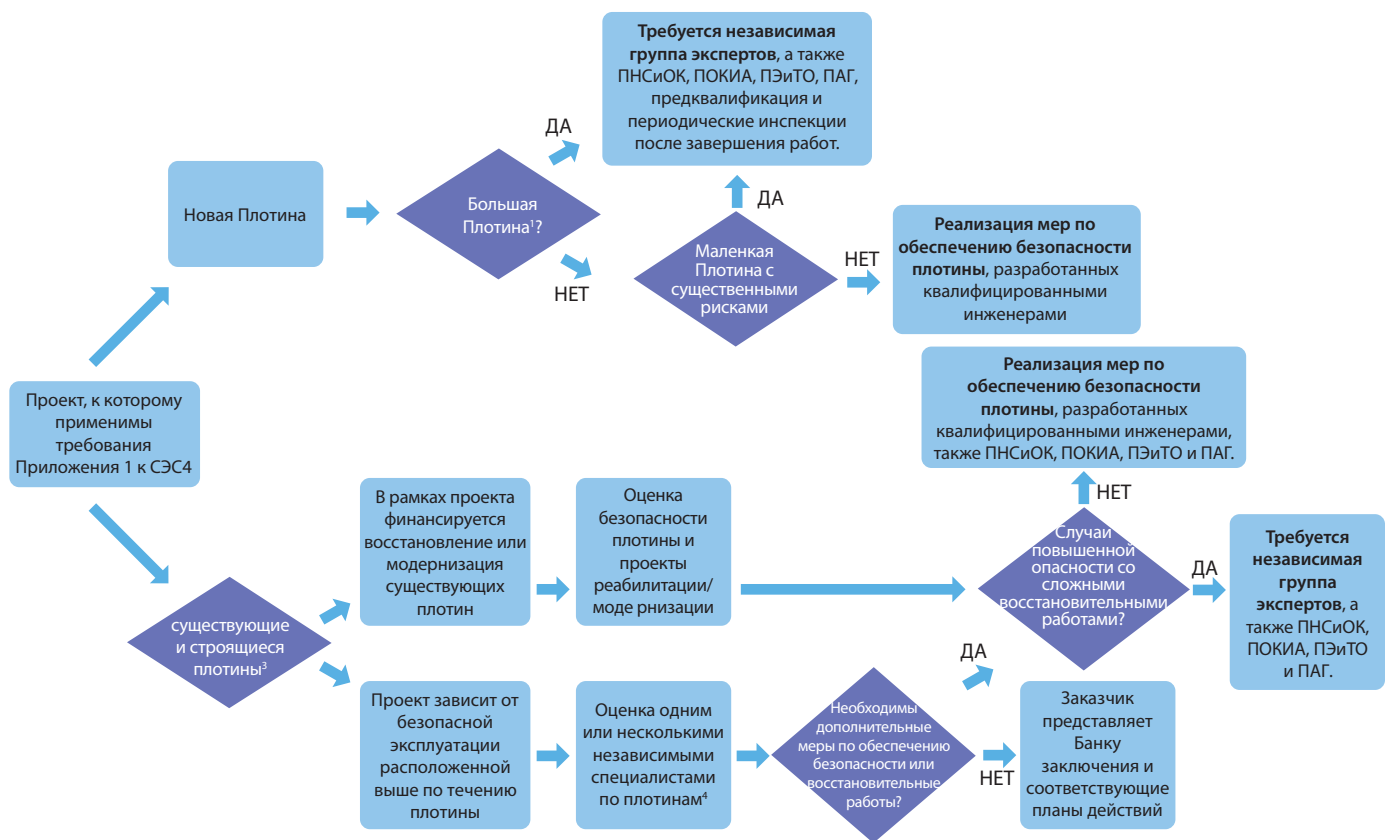 Требуется независимая
группа экспертов, а также
ПНСиОК, ПОКИА, ПЭиТО, ПАГ,
предквалификация и
периодические инспекции
после завершения работ.
ДА
Новая Плотина
Большая
Плотина¹?
НЕТ
ДА
Маленкая
Плотина с
существенными
рисками
НЕТ
Реализация мер по
обеспечению безопасности
плотины, разработанных
квалифицированными
инженерами
Проект, к которому
применимы
требования
Приложения 1 к СЭС4
Реализация мер по
обеспечению безопасности
плотины, разработанных
квалифицированными инженерами,
также ПНСиОК, ПОКИА, ПЭиТО и ПАГ.
НЕТ
существующие
и строящиеся
плотины³
В рамках проекта
финансируется
восстановление или
модернизация
существующих
плотин
Оценка
безопасности
плотины и
проекты
реабилитации/
моде рнизации
Случаи
повышенной
опасности со
сложными
восстановительными
работами?
ДА
Требуется
независимая
группа
экспертов, а
также ПНСиОК,
ПОКИА, ПЭиТО
и ПАГ.
Проект зависит от
безопасной
эксплуатации
расположенной
выше по течению
плотины
Оценка одним
или несколькими
независимыми
специалистами
по плотинам⁴
Необходимы
дополнительные
меры по обеспечению
безопасности или
восстановительные
работы?
ДА
НЕТ
Заказчик
представляет
Банку
заключения и
соответствующие
планы действий